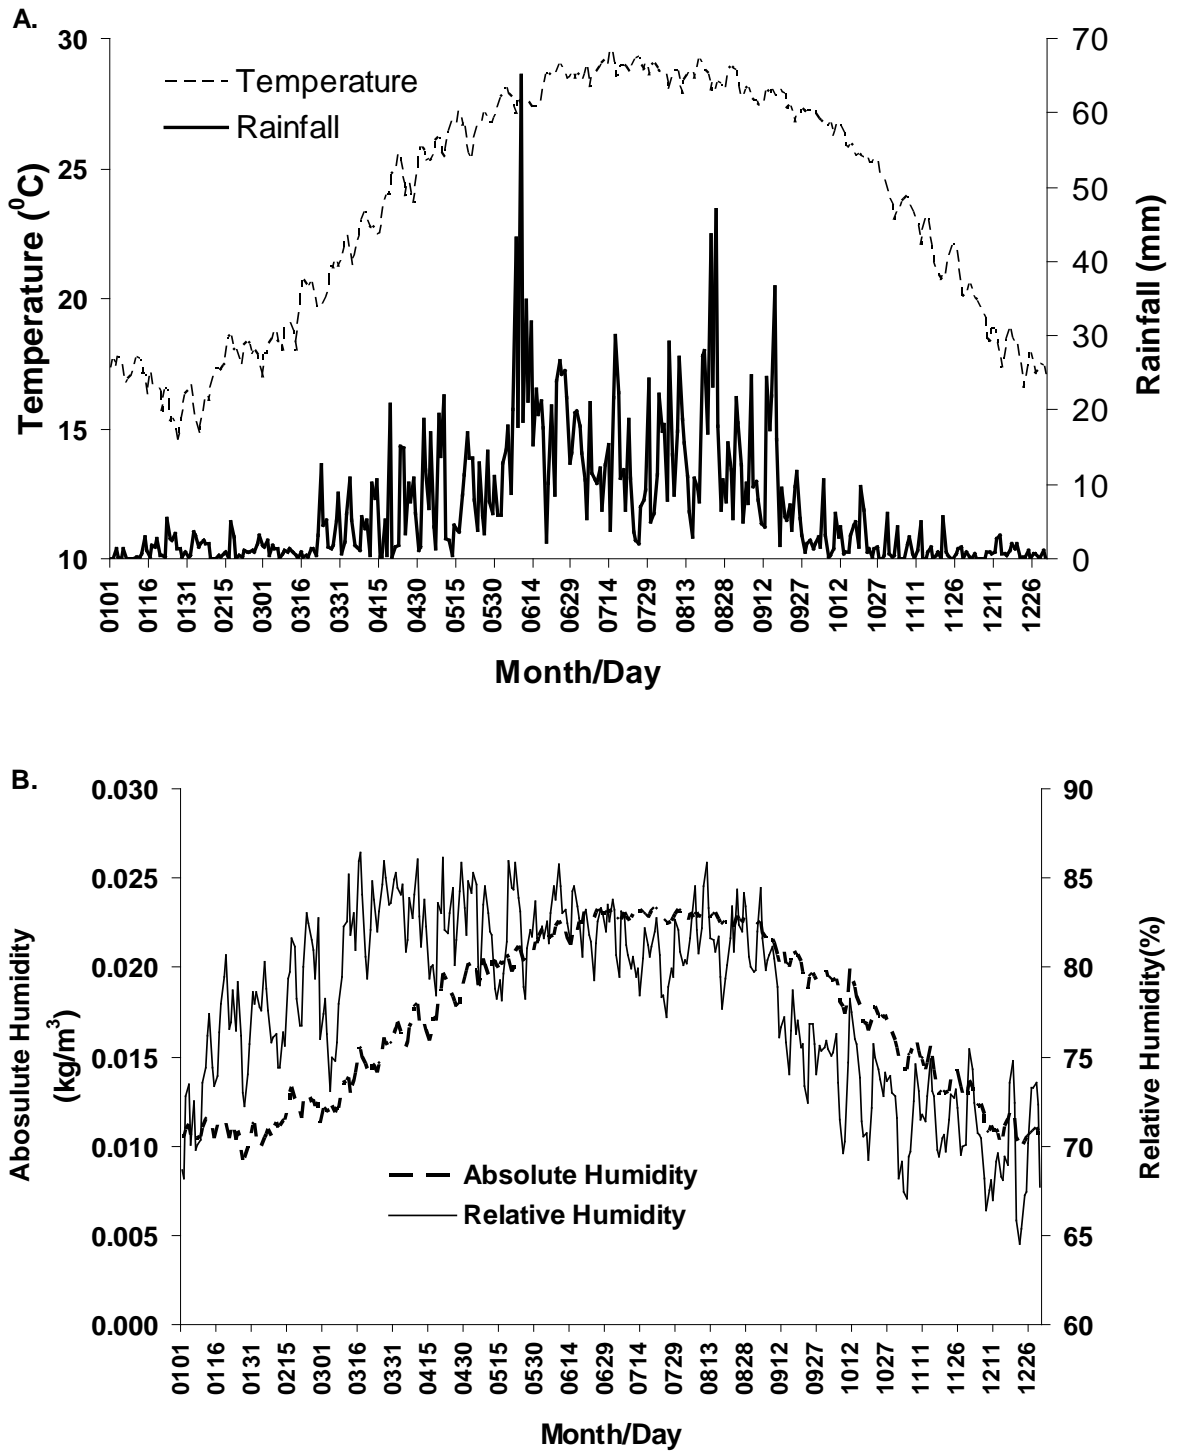 A.
30
25
20
15
10
Temperature (⁰C)
Temperature
Rainfall
70
60
50
40
30
20
10
0
Rainfall (mm)
0101 0116 0131 0215 0301 0316 0331 0415 0430 0515 0530 0614 0629 0714 0729 0813 0828 0912 0927 1012 1027 1111 1126 1211 1226
Month/Day
B.
0.030
0.025
0.020
0.015
0.010
0.005
0.000
Abosulute Humidity
(kg/m³)
Absolute Humidity
Relative Humidity
90
85
80
75
70
65
60
Relative Humidity(%)
0101 0116 0131 0215 0301 0316 0331 0415 0430 0515 0530 0614 0629 0714 0729 0813 0828 0912 0927 1012 1027 1111 1126 1211 1226
Month/Day